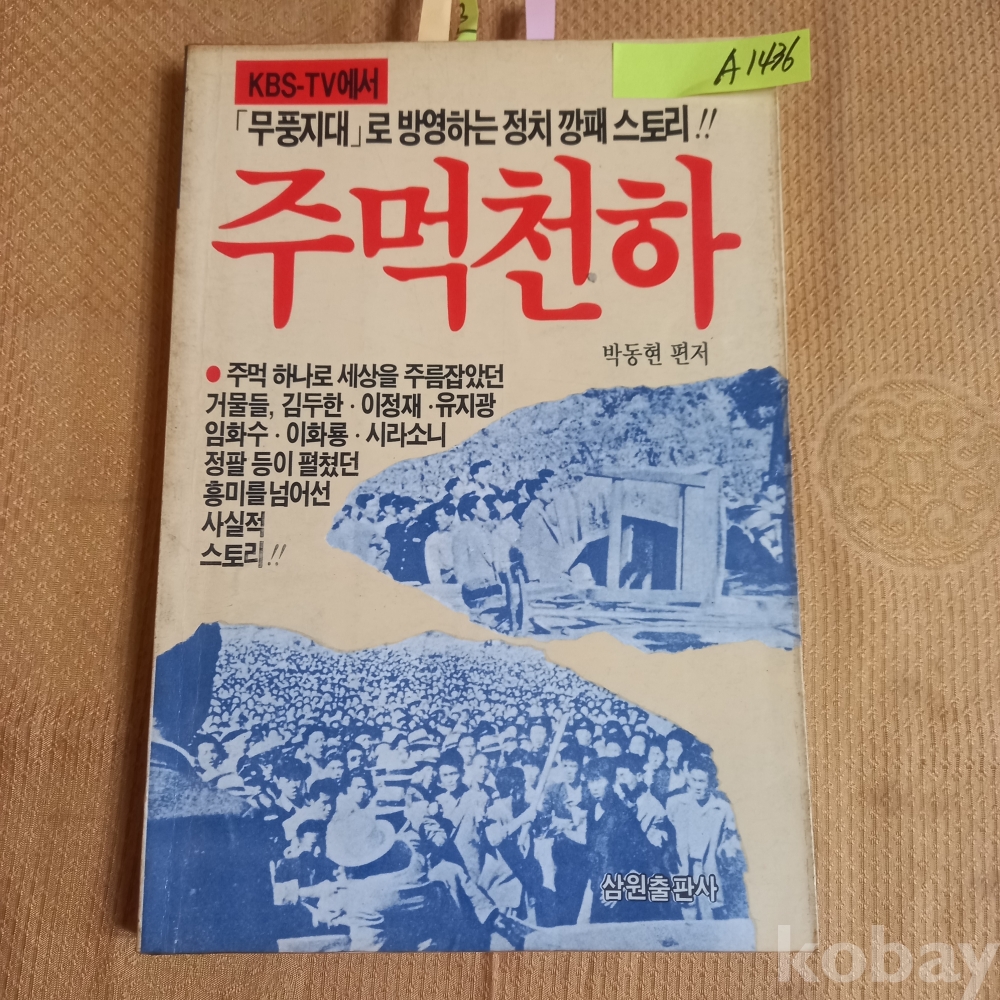 3
A1436
KBS-TV에서
「무풍지대」로 방영하는 정치 깡패 스토리!!
주먹천하
박동현 편저
● 주먹 하나로 세상을 주름잡았던
거물들, 김두한·이정재·유지광
임화수·이화룡·시라소니
정팔 등이 펼쳤던
흥미를넘어선
사실적
스토리!!
삼원출판사
kobay